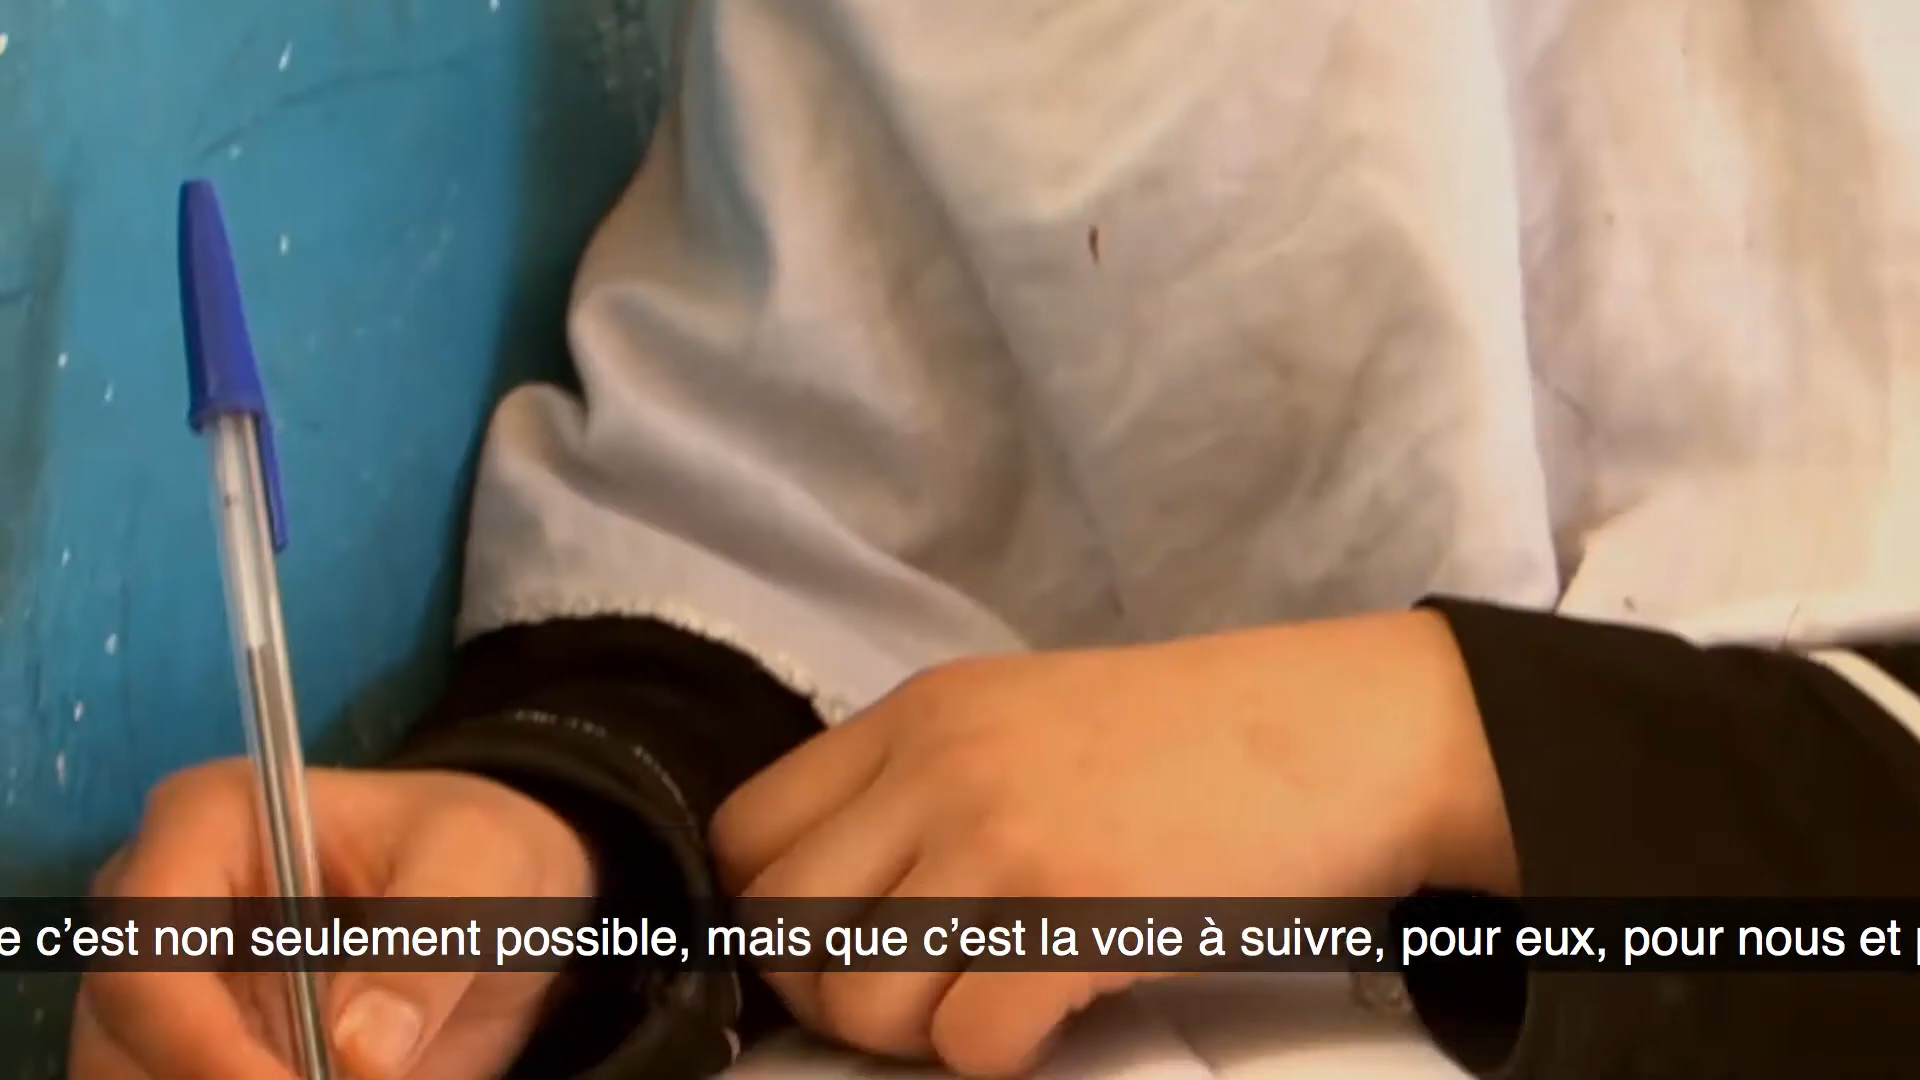 c’est non seulement possible, mais que c’est la voie à suivre, pour eux, pour nous et